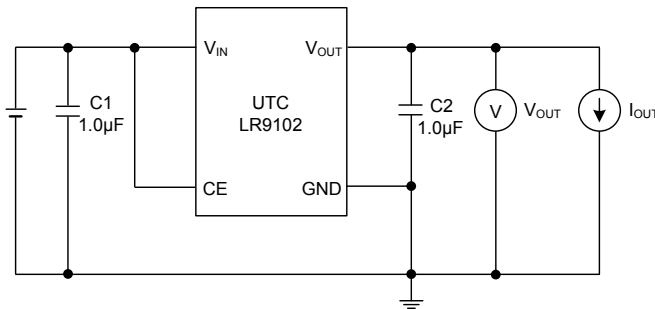 V_IN
V_OUT
C1
1.0µF
UTC
LR9102
C2
1.0µF
V
V_OUT
I_OUT
CE
GND